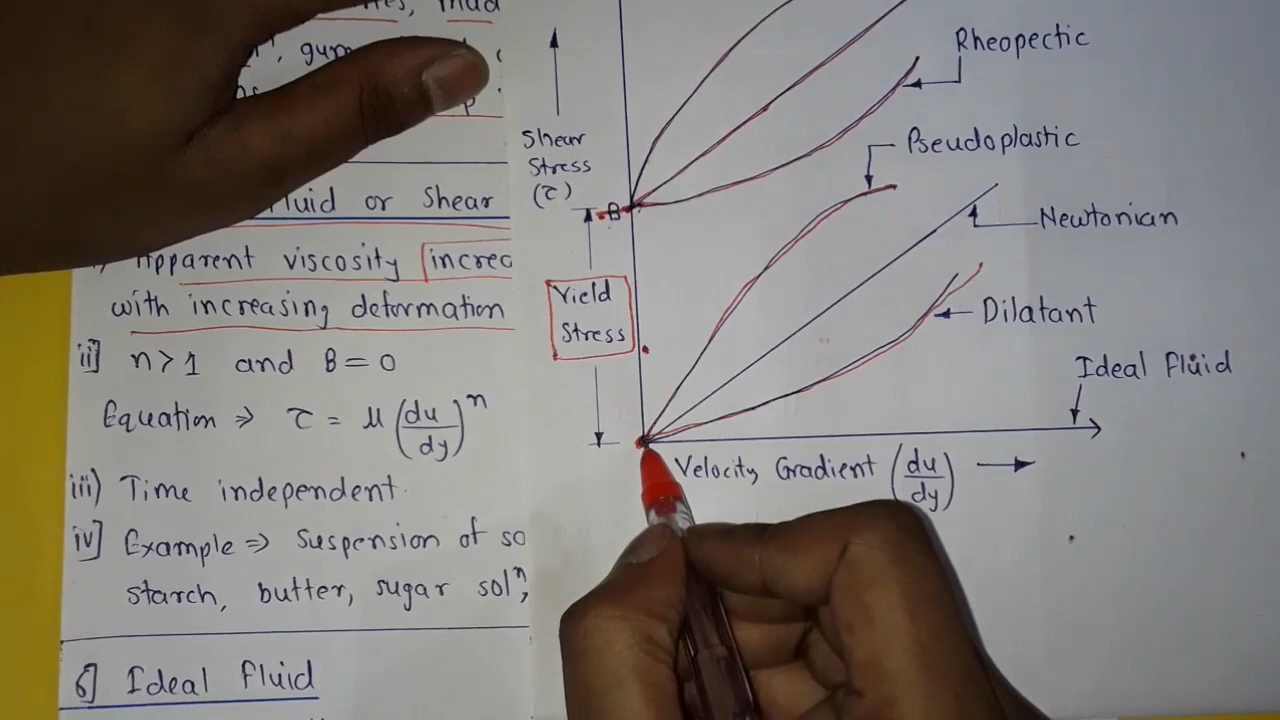 gum
fluid or Shear
Apparent viscosity increa
with increasing deformation
ii] n>1 and B=0
Equation ⇒ τ = μ (du/dy)^n
iii) Time independent.
iv] Example ⇒ Suspension of so
starch, butter, sugar solⁿ,
6] Ideal fluid
Shear
Stress
(τ)
B
Yield
Stress
Rheopectic
Pseudoplastic
Newtonian
Dilatant
Ideal fluid
Velocity Gradient (du/dy)